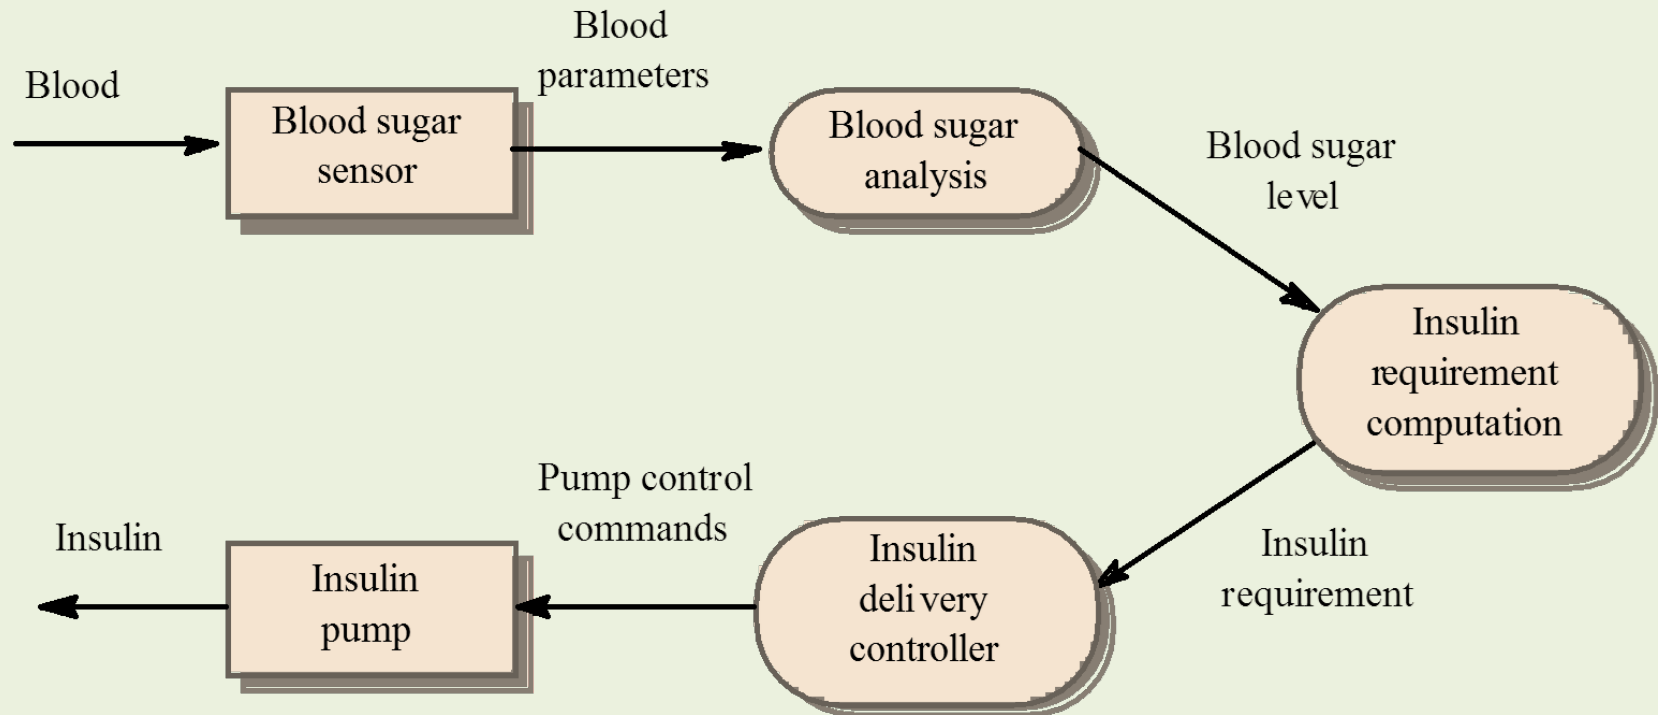 Blood
Blood sugar
sensor
Blood
parameters
Blood sugar
analysis
Blood sugar
level
Insulin
requirement
computation
Insulin
requirement
Insulin
delivery
controller
Pump control
commands
Insulin
pump
Insulin